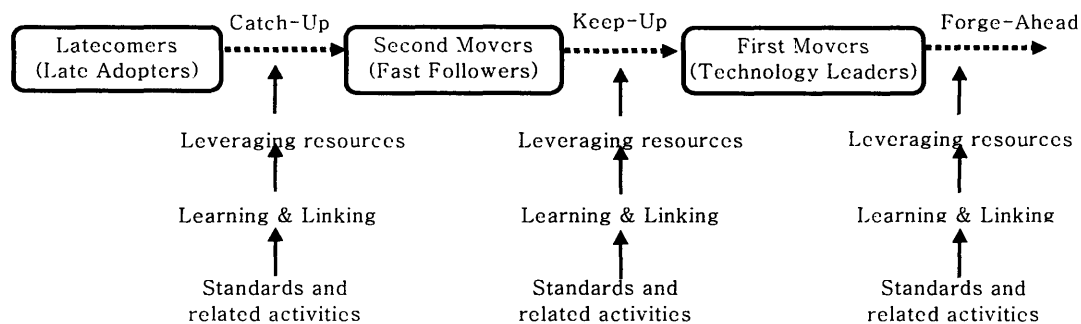 Catch-Up
Keep-Up
Forge-Ahead
Latecomers
(Late Adopters)
Second Movers
(Fast Followers)
First Movers
(Technology Leaders)
Leveraging resources
Leveraging resources
Leveraging resources
Learning & Linking
Learning & Linking
Learning & Linking
Standards and
related activities
Standards and
related activities
Standards and
related activities